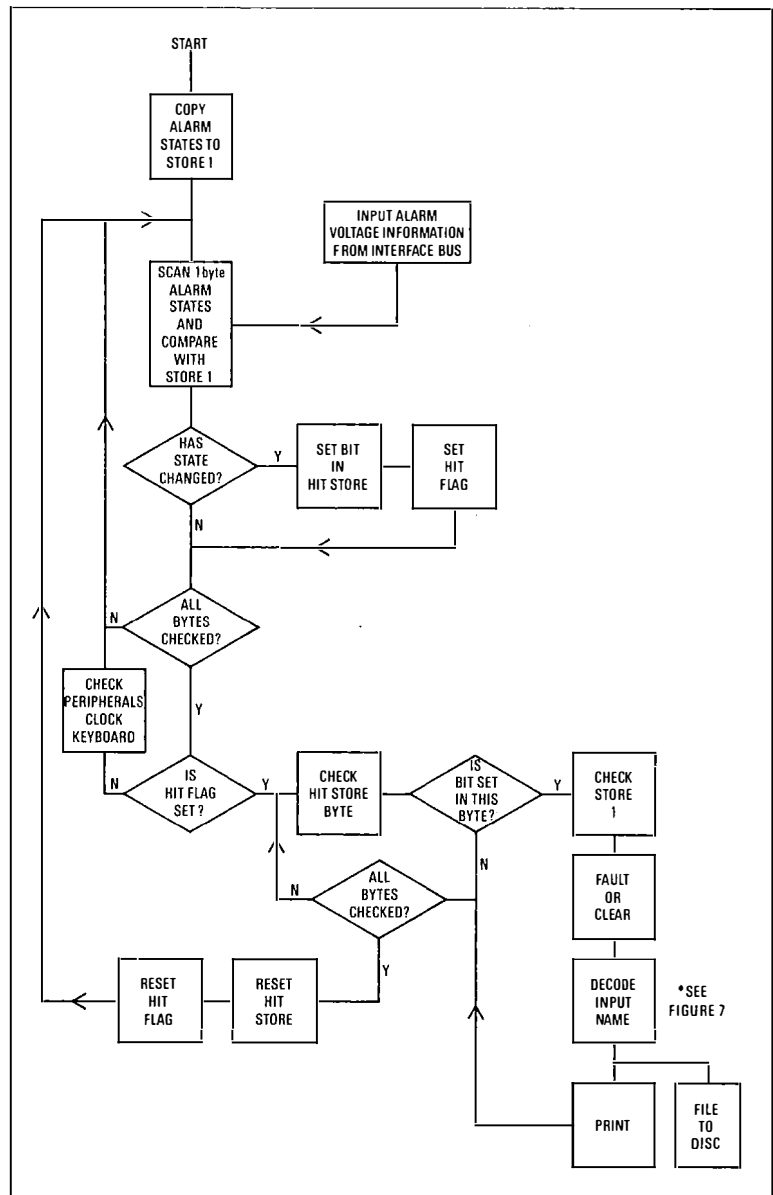 START
COPY
ALARM
STATES TO
STORE 1
INPUT ALARM
VOLTAGE INFORMATION
FROM INTERFACE BUS
SCAN 1byte
ALARM
STATES
AND
COMPARE
WITH
STORE 1
HAS
STATE
CHANGED?
Y
SET BIT
IN
HIT STORE
SET
HIT
FLAG
N
ALL
BYTES
CHECKED?
N
Y
CHECK
PERIPHERALS
CLOCK
KEYBOARD
N
IS
HIT FLAG
SET ?
Y
CHECK
HIT STORE
BYTE
IS
BIT SET
IN THIS
BYTE?
Y
CHECK
STORE
1
N
N
ALL
BYTES
CHECKED?
Y
FAULT
OR
CLEAR
RESET
HIT
FLAG
RESET
HIT
STORE
DECODE
INPUT
NAME
*SEE
FIGURE 7
PRINT
FILE
TO
DISC